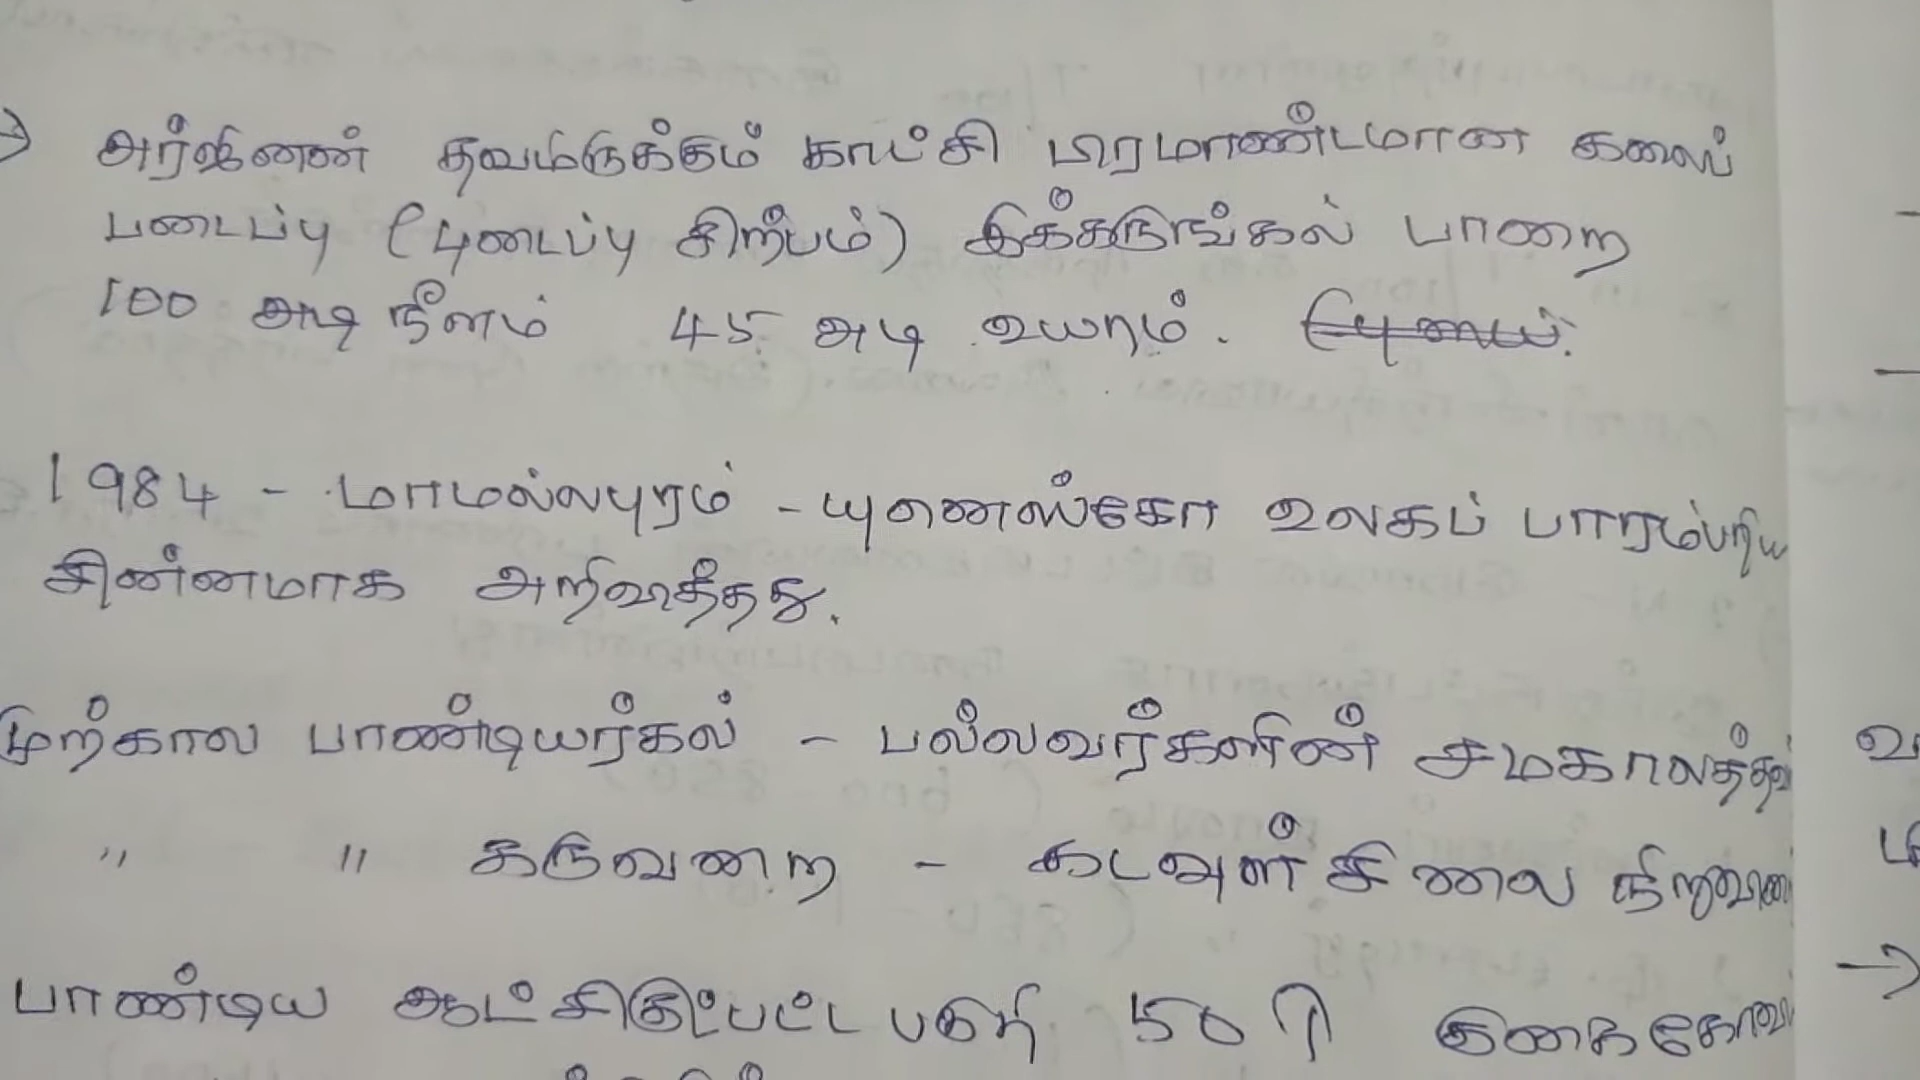 → அர்ஜுனன் தவமிருக்கும் காட்சி பிரமாண்டமான கலைப்
படைப்பு (புடைப்பு சிற்பம்) இக்கருங்கல் பாறை
100 அடி நீளம் 45 அடி உயரம்.
1984 - மாமல்லபுரம் - யுனெஸ்கோ உலகப் பாரம்பரிய
சின்னமாக அறிவித்தது.
முற்கால பாண்டியர்கள் - பல்லவர்களின் சமகாலத்த
" " கருவறை - கடவுள் சிலை நிறுவ
பாண்டிய ஆட்சிக்குட்பட்ட பகுதி 50 ↑ குகைகோவ